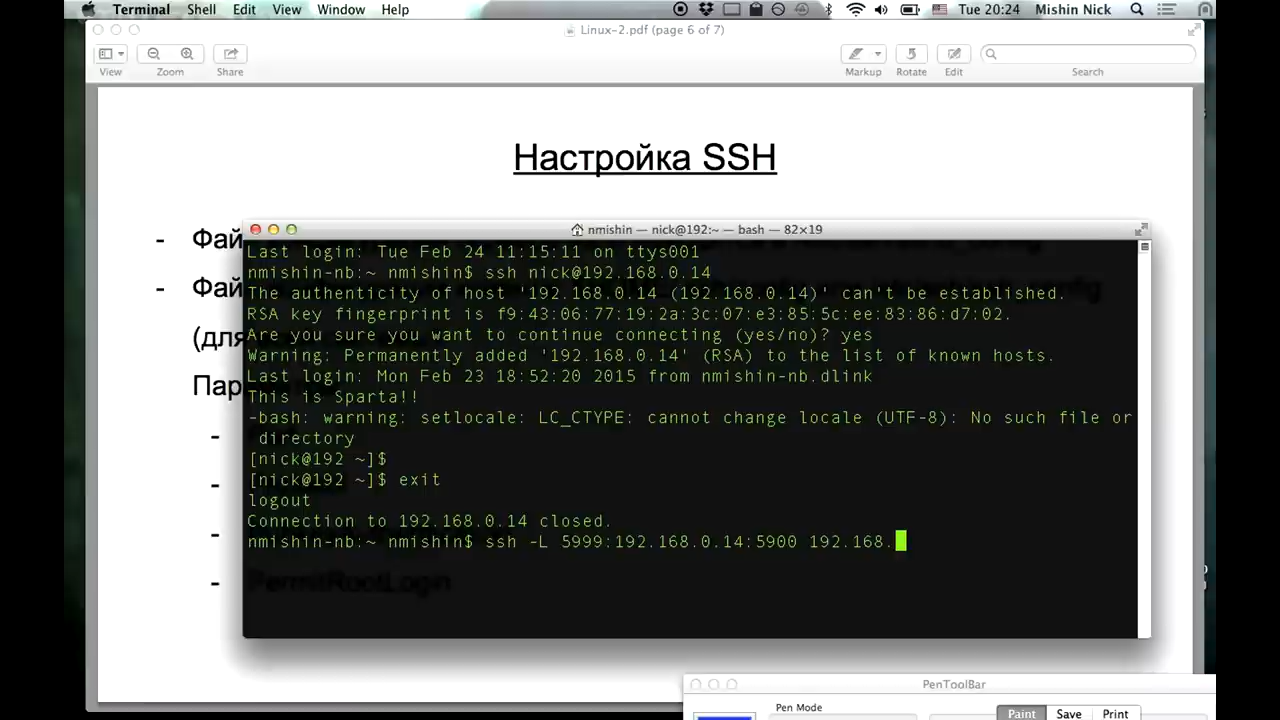 Terminal Shell Edit View Window Help Tue 20:24 Mishin Nick
Linux-2.pdf (page 6 of 7)
View Zoom Share Markup Rotate Edit Search
Настройка SSH
- Фай
- Фай
(для
Пар
nmishin — nick@192:~ — bash — 82×19
Last login: Tue Feb 24 11:15:11 on ttys001
nmishin-nb:~ nmishin$ ssh nick@192.168.0.14
The authenticity of host '192.168.0.14 (192.168.0.14)' can't be established.
RSA key fingerprint is f9:43:06:77:19:2a:3c:07:e3:85:5c:ee:83:86:d7:02.
Are you sure you want to continue connecting (yes/no)? yes
Warning: Permanently added '192.168.0.14' (RSA) to the list of known hosts.
Last login: Mon Feb 23 18:52:20 2015 from nmishin-nb.dlink
This is Sparta!!
-bash: warning: setlocale: LC_CTYPE: cannot change locale (UTF-8): No such file or
directory
[nick@192 ~]$
[nick@192 ~]$ exit
logout
Connection to 192.168.0.14 closed.
nmishin-nb:~ nmishin$ ssh -L 5999:192.168.0.14:5900 192.168.
- PermitRootLogin
PenToolBar
Pen Mode
Paint Save Print